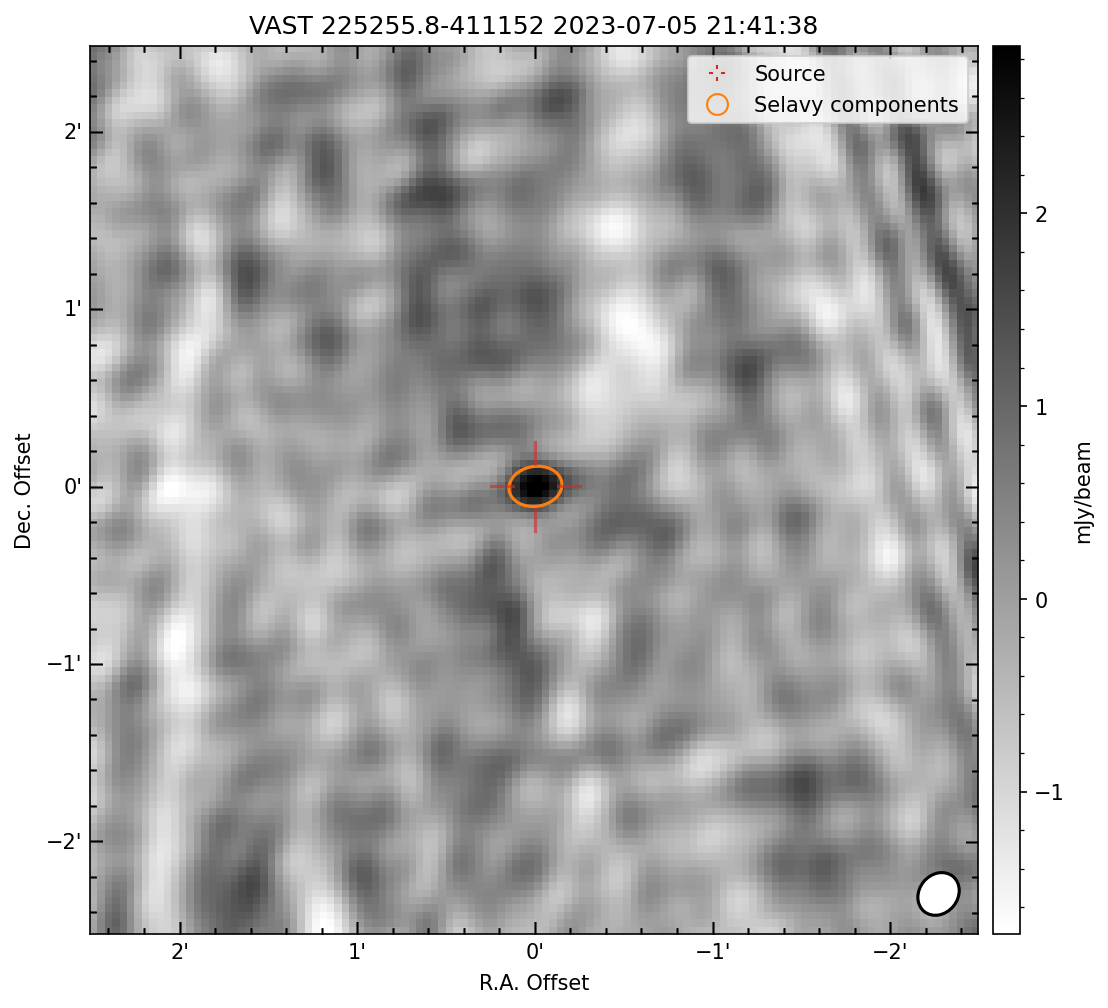 VAST 225255.8-411152 2023-07-05 21:41:38
Source
Selavy components
2'
1'
0'
−1'
−2'
Dec. Offset
2'
1'
0'
−1'
−2'
R.A. Offset
2
1
0
−1
mJy/beam